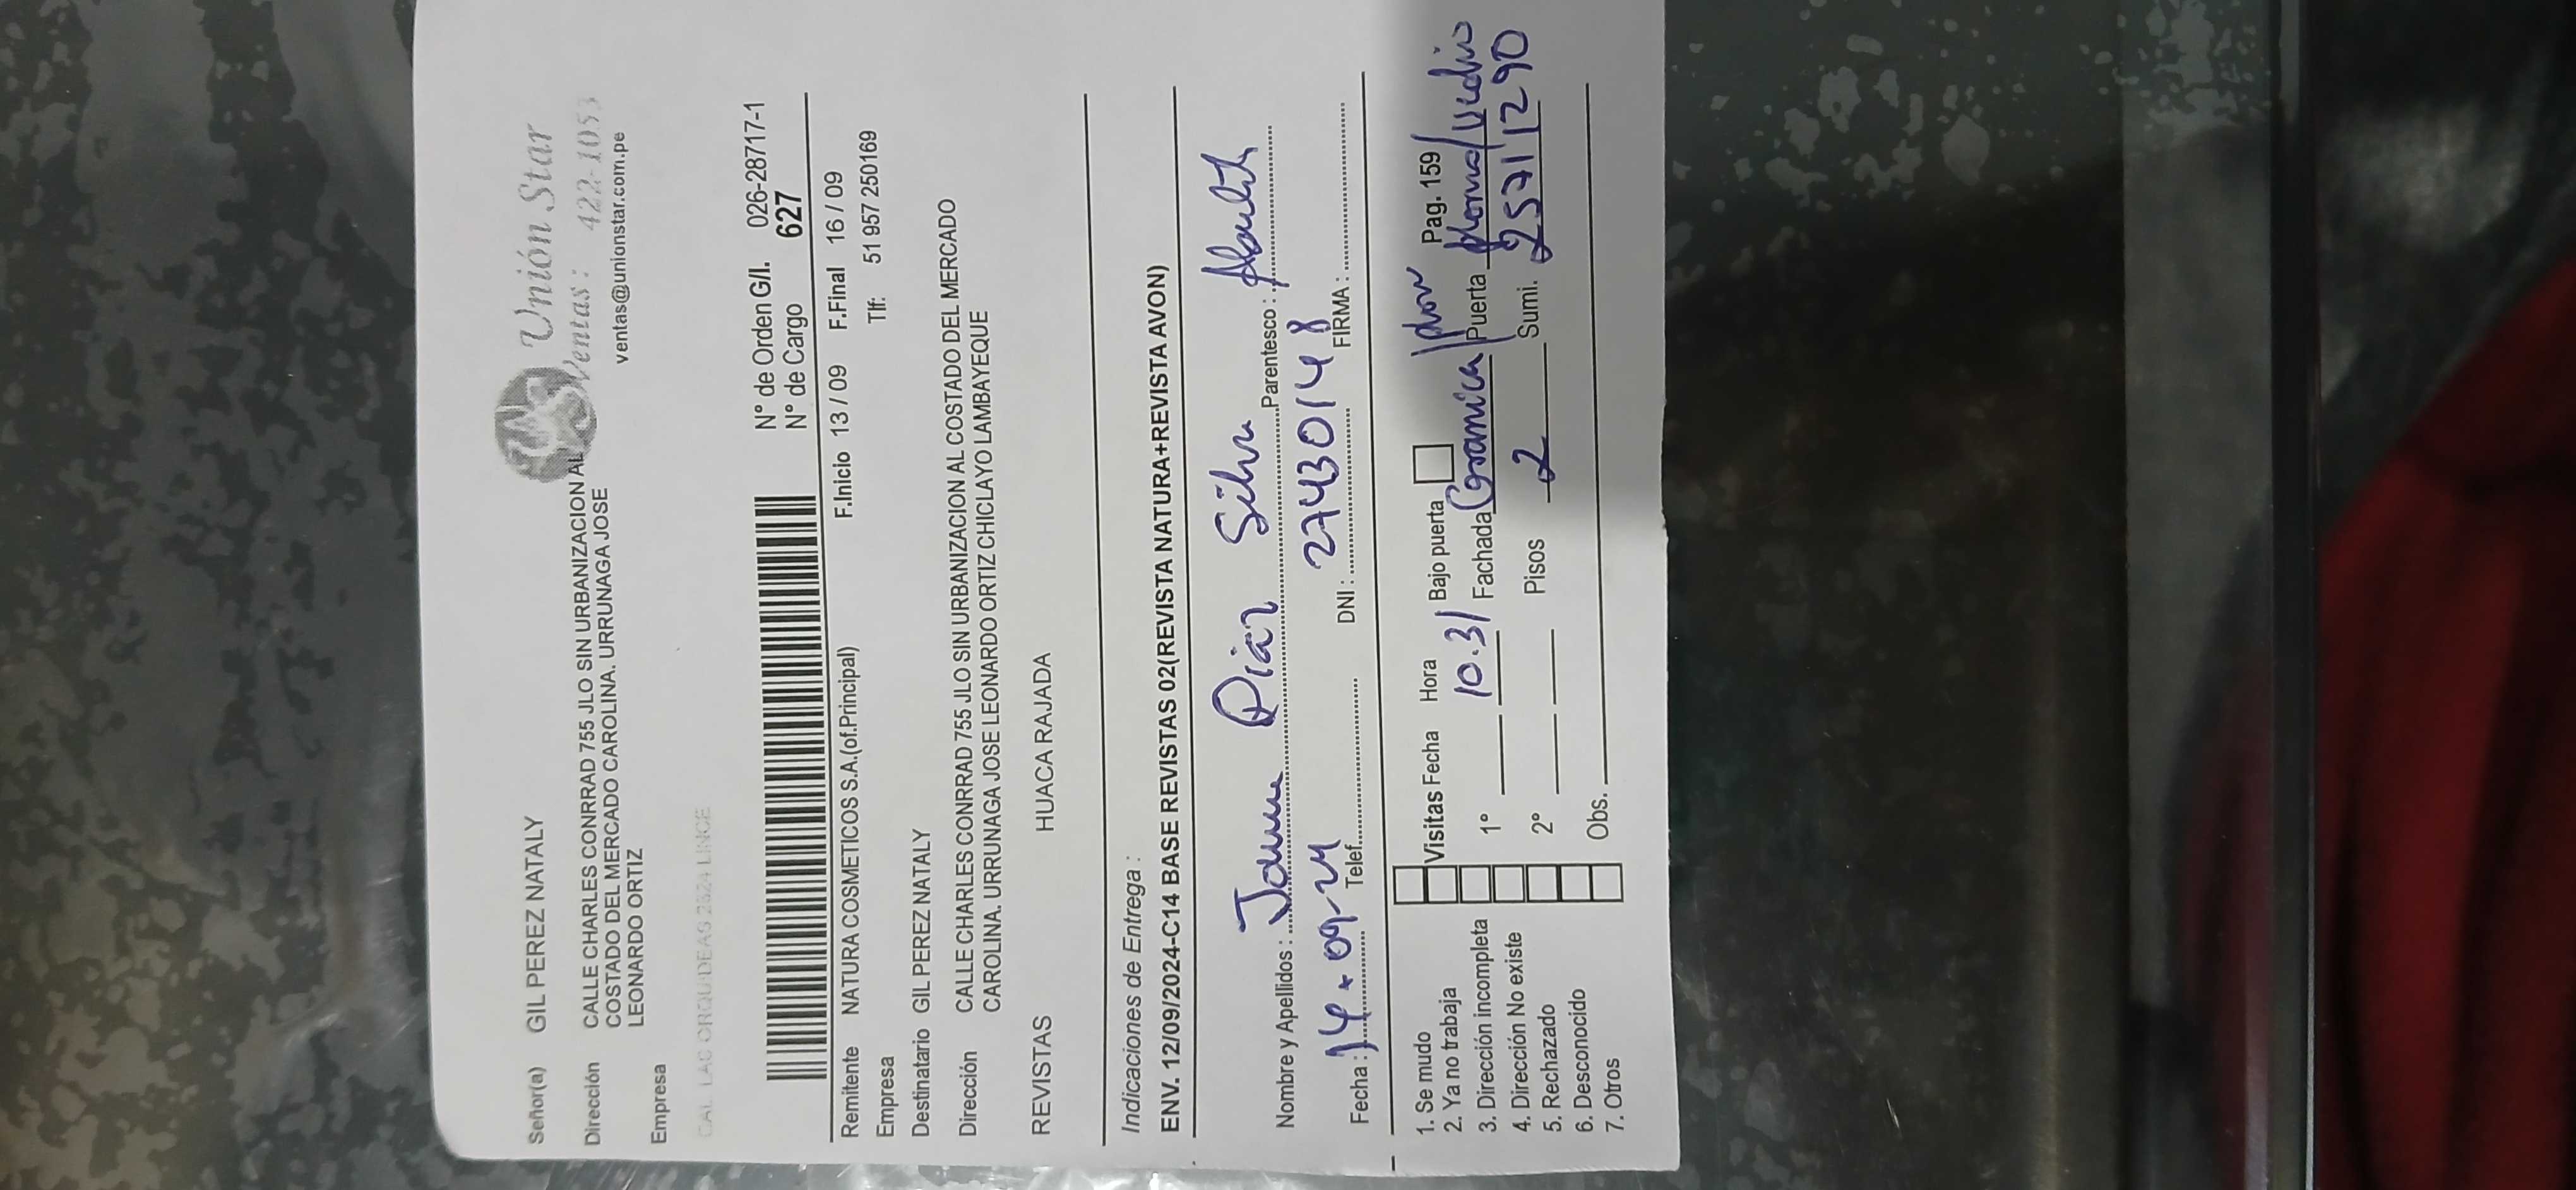 Unión Star
Ventas: 422-1053
ventas@unionstar.com.pe
Señor(a) GIL PEREZ NATALY
Dirección CALLE CHARLES CONRRAD 755 JLO SIN URBANIZACION AL
COSTADO DEL MERCADO CAROLINA. URRUNAGA JOSE
LEONARDO ORTIZ
Empresa
N° de Orden G/I. 026-28717-1
N° de Cargo 627
F.Inicio 13 / 09 F.Final 16 / 09
Remitente NATURA COSMETICOS S.A.(of.Principal)
Tlf: 51 957 250169
Empresa
Destinatario GIL PEREZ NATALY
Dirección CALLE CHARLES CONRRAD 755 JLO SIN URBANIZACION AL COSTADO DEL MERCADO
CAROLINA. URRUNAGA JOSE LEONARDO ORTIZ CHICLAYO LAMBAYEQUE
REVISTAS HUACA RAJADA
Indicaciones de Entrega :
ENV. 12/09/2024-C14 BASE REVISTAS 02(REVISTA NATURA+REVISTA AVON)
Nombre y Apellidos : Diaz Silva Parentesco :
Fecha : 14 09-24 Telef. DNI : 27430148 FIRMA :
1. Se mudo
2. Ya no trabaja
3. Dirección incompleta
4. Dirección No existe
5. Rechazado
6. Desconocido
7. Otros
Visitas Fecha Hora Bajo puerta Pag. 159
1° 10.31 Fachada Puerta
2° Pisos 2 Sumi. 25711290
Obs.